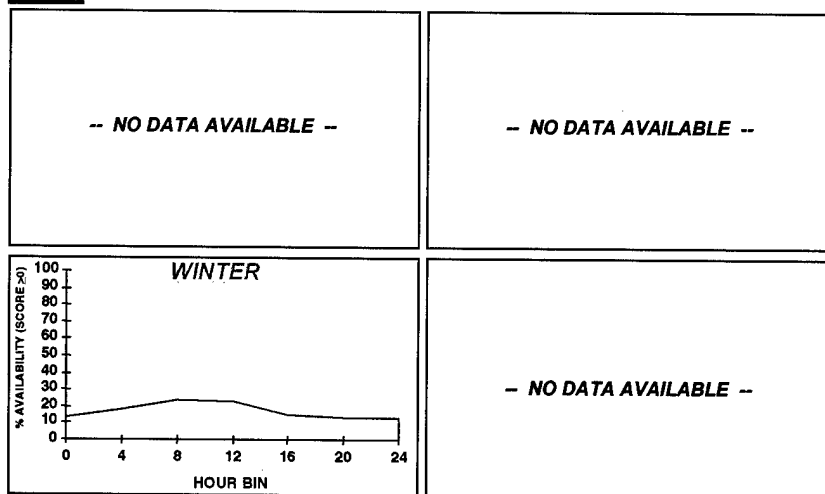 -- NO DATA AVAILABLE --
-- NO DATA AVAILABLE --
WINTER
% AVAILABILITY (SCORE ≥0)
100
90
80
70
60
50
40
30
20
10
0
0 4 8 12 16 20 24
HOUR BIN
-- NO DATA AVAILABLE --